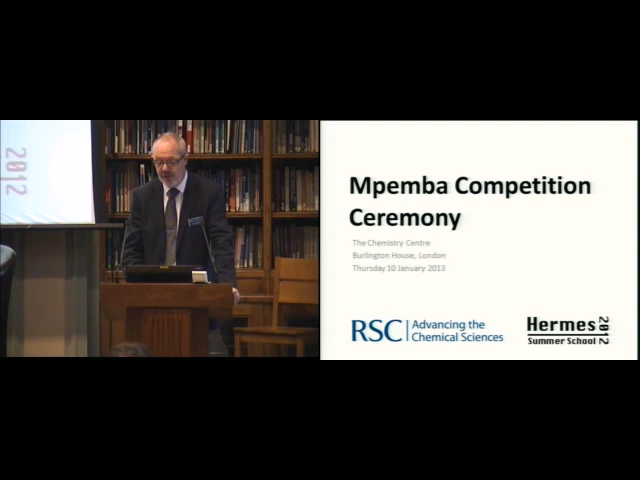 2012
Mpemba Competition
Ceremony
The Chemistry Centre
Burlington House, London
Thursday 10 January 2013
RSC Advancing the
Chemical Sciences
Hermes 2012
Summer School